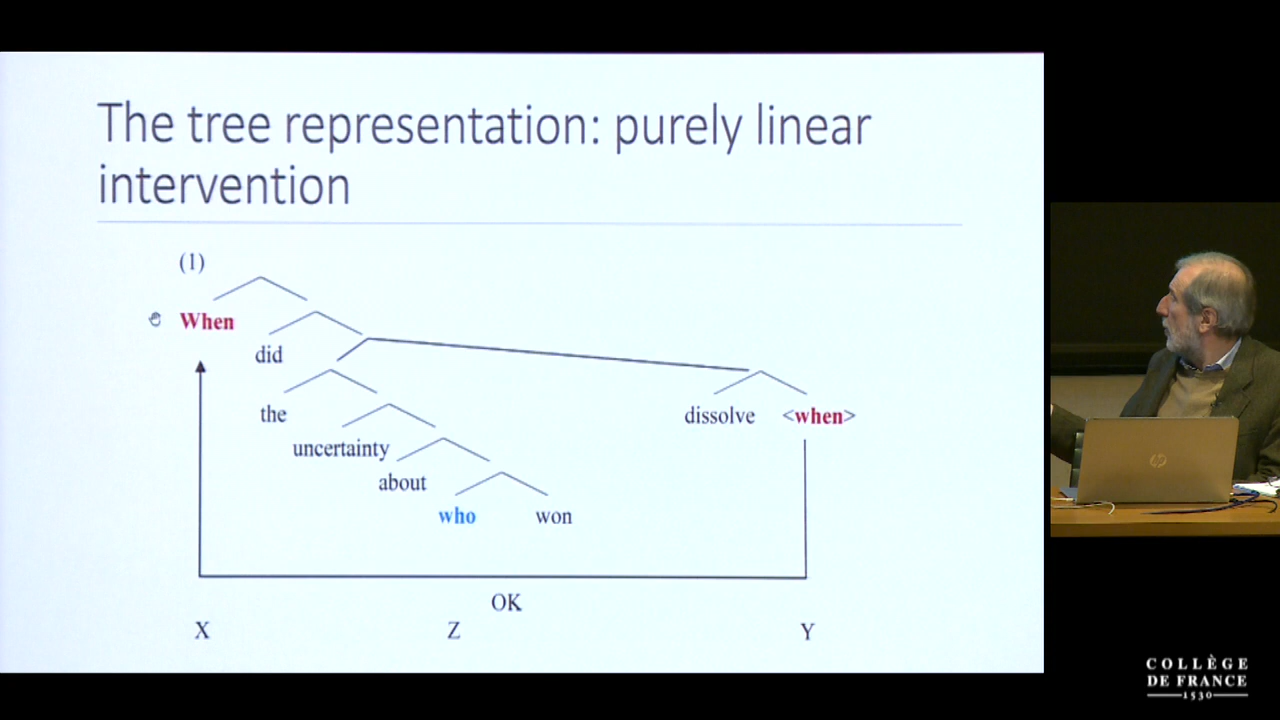 The tree representation: purely linear
intervention
(1)
When
did
the
dissolve <when>
uncertainty
about
who won
OK
X Z Y
COLLÈGE
DE FRANCE
1530